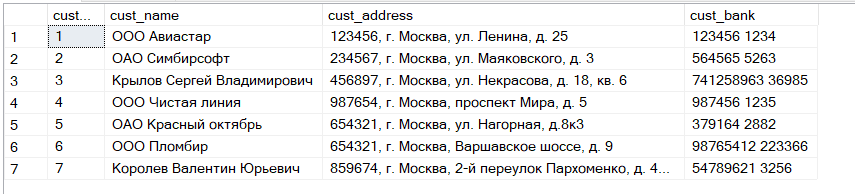 cust... cust_name cust_address cust_bank
1 1 ООО Авиастар 123456, г. Москва, ул. Ленина, д. 25 123456 1234
2 2 ОАО Симбирсофт 234567, г. Москва, ул. Маяковского, д. 3 564565 5263
3 3 Крылов Сергей Владимирович 456897, г. Москва, ул. Некрасова, д. 18, кв. 6 741258963 36985
4 4 ООО Чистая линия 987654, г. Москва, проспект Мира, д. 5 987456 1235
5 5 ОАО Красный октябрь 654321, г. Москва, ул. Нагорная, д.8к3 379164 2882
6 6 ООО Пломбир 654321, г. Москва, Варшавское шоссе, д. 9 98765412 223366
7 7 Королев Валентин Юрьевич 859674, г. Москва, 2-й переулок Пархоменко, д. 4... 54789621 3256